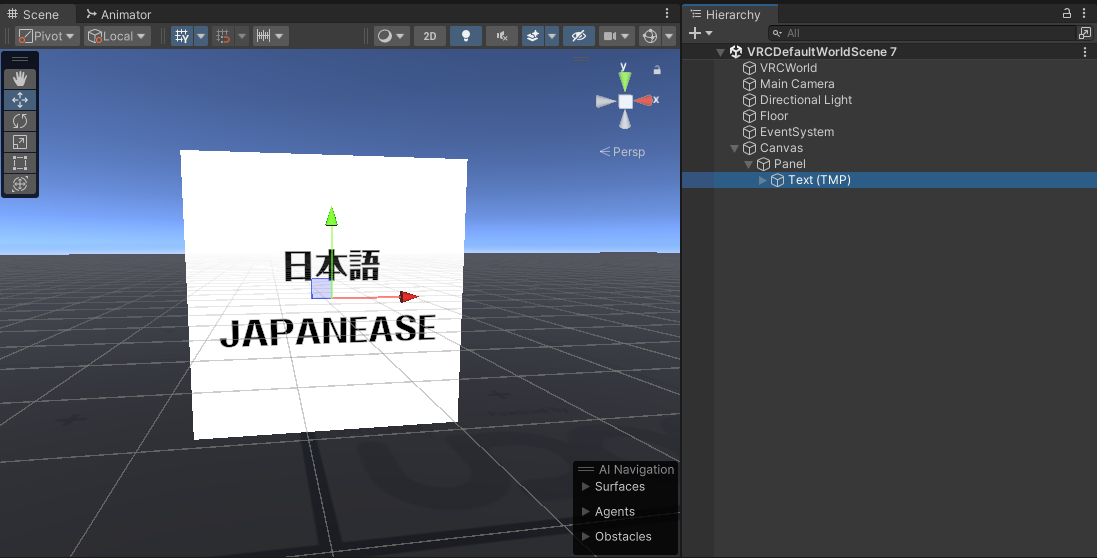 Scene
Animator
Pivot
Local
2D
y
x
Persp
日本語
JAPANEASE
AI Navigation
Surfaces
Agents
Obstacles
Hierarchy
All
VRCDefaultWorldScene 7
VRCWorld
Main Camera
Directional Light
Floor
EventSystem
Canvas
Panel
Text (TMP)